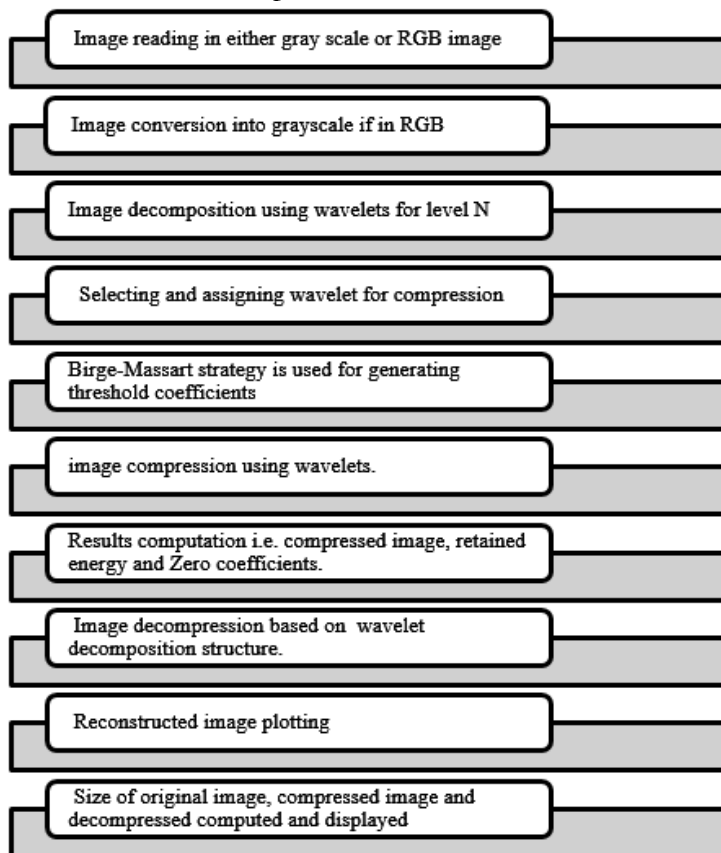 Image reading in either gray scale or RGB image
Image conversion into grayscale if in RGB
Image decomposition using wavelets for level N
Selecting and assigning wavelet for compression
Birge-Massart strategy is used for generating
threshold coefficients
image compression using wavelets.
Results computation i.e. compressed image, retained
energy and Zero coefficients.
Image decompression based on wavelet
decomposition structure.
Reconstructed image plotting
Size of original image, compressed image and
decompressed computed and displayed